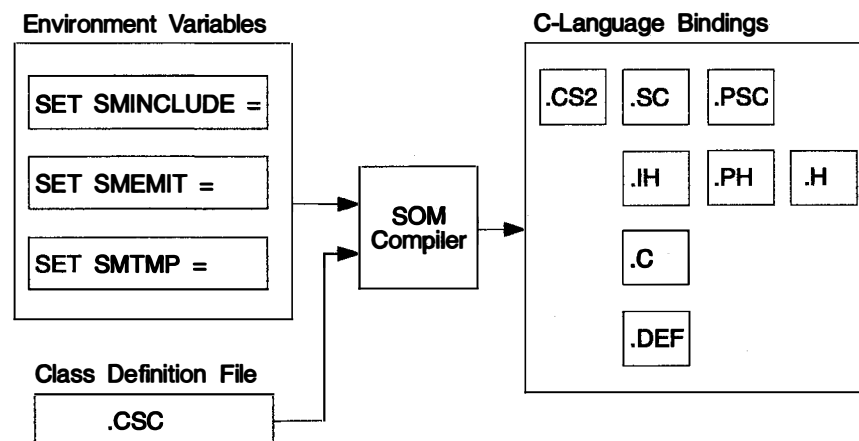 Environment Variables
SET SMINCLUDE =
SET SMEMIT =
SET SMTMP =
Class Definition File
.CSC
SOM
Compiler
C-Language Bindings
.CS2 .SC .PSC
.IH .PH .H
.C
.DEF